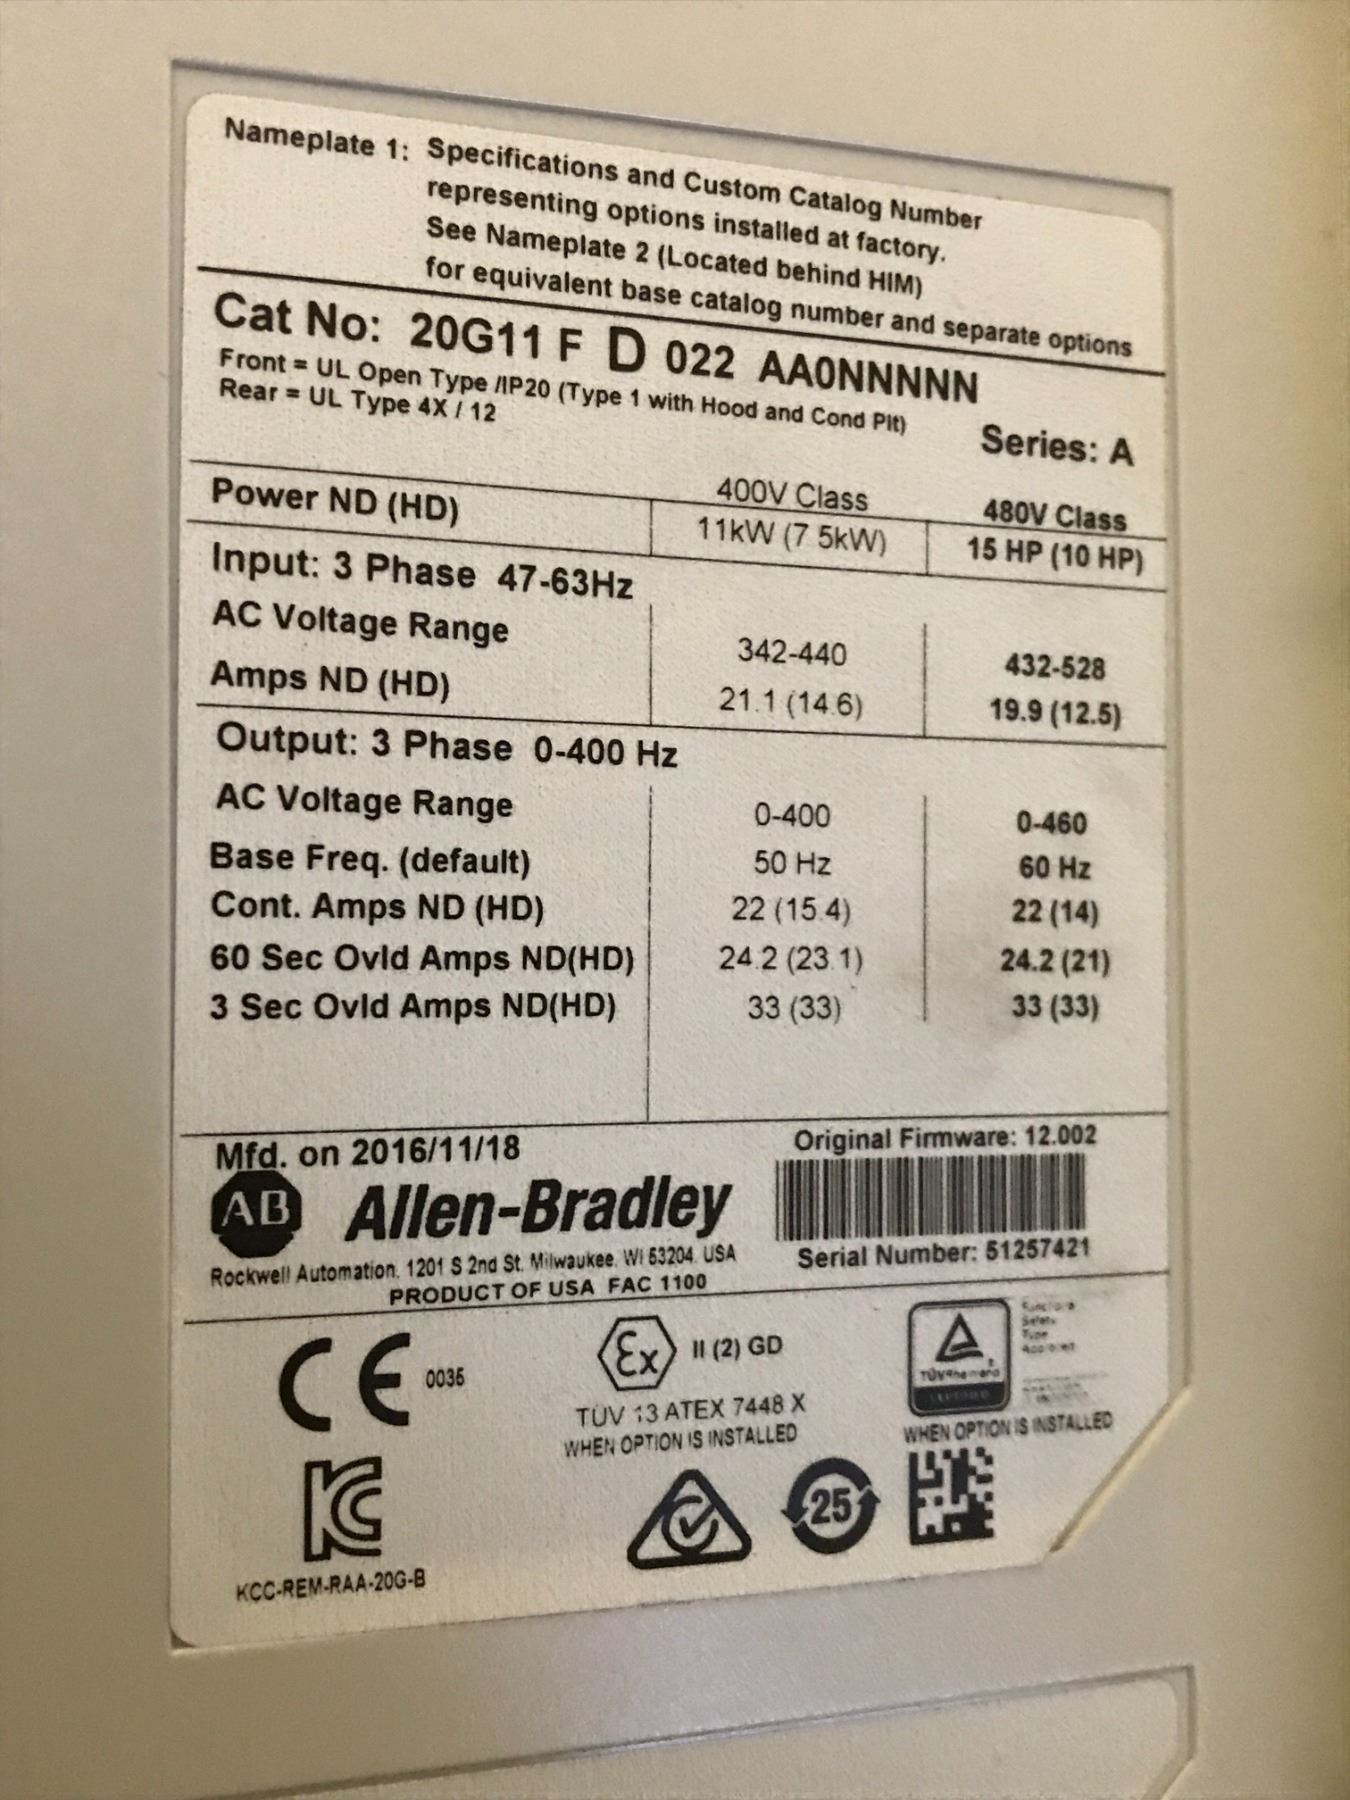 Nameplate 1: Specifications and Custom Catalog Number
representing options installed at factory.
See Nameplate 2 (Located behind HIM)
for equivalent base catalog number and separate options
Cat No: 20G11 F D 022 AA0NNNNN
Front = UL Open Type /IP20 (Type 1 with Hood and Cond Plt)
Rear = UL Type 4X / 12
Series: A
400V Class 480V Class
Power ND (HD) 11kW (7 5kW) 15 HP (10 HP)
Input: 3 Phase 47-63Hz
AC Voltage Range 342-440 432-528
Amps ND (HD) 21.1 (14.6) 19.9 (12.5)
Output: 3 Phase 0-400 Hz
AC Voltage Range 0-400 0-460
Base Freq. (default) 50 Hz 60 Hz
Cont. Amps ND (HD) 22 (15.4) 22 (14)
60 Sec Ovld Amps ND(HD) 24.2 (23.1) 24.2 (21)
3 Sec Ovld Amps ND(HD) 33 (33) 33 (33)
Mfd. on 2016/11/18
Original Firmware: 12.002
AB Allen-Bradley
Serial Number: 51257421
Rockwell Automation, 1201 S 2nd St. Milwaukee. WI 53204. USA
PRODUCT OF USA FAC 1100
CE 0035
Ex II (2) GD
TUV 13 ATEX 7448 X
WHEN OPTION IS INSTALLED
Functional
Safety
Type
Approved
TÜVRheinland
WHEN OPTION IS INSTALLED
KC
25
KCC-REM-RAA-20G-B